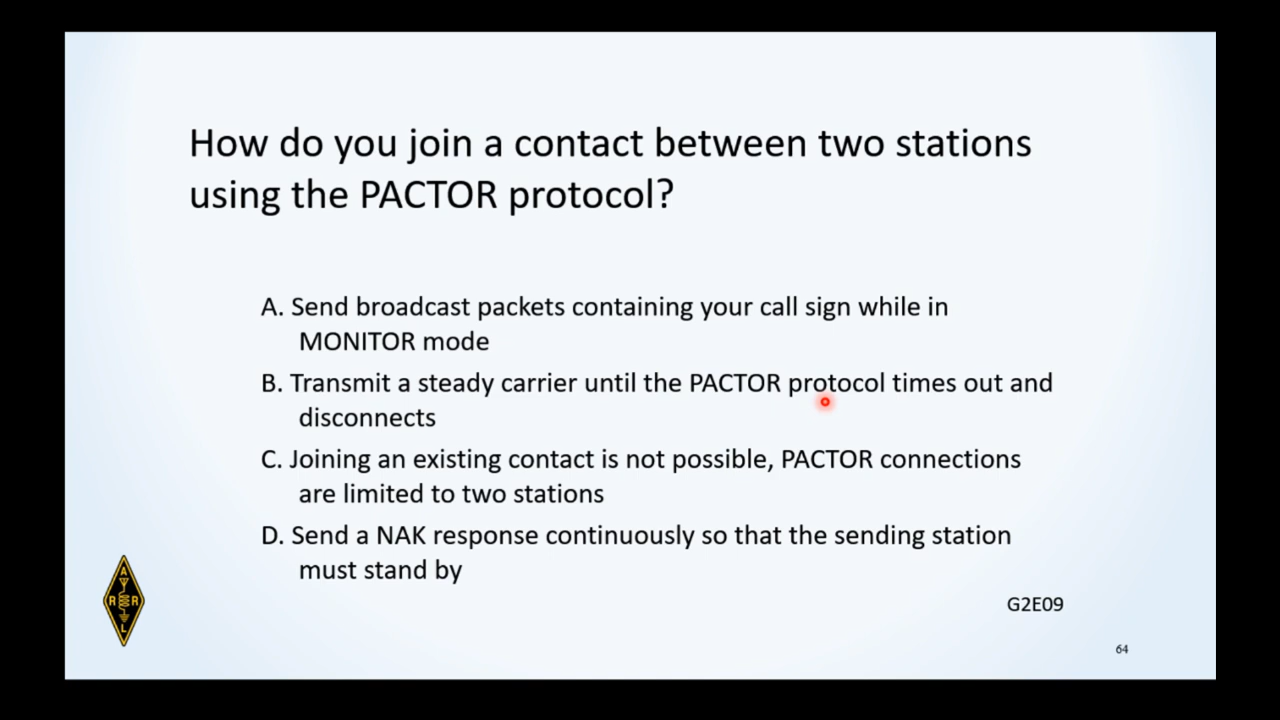 How do you join a contact between two stations
using the PACTOR protocol?
A. Send broadcast packets containing your call sign while in
MONITOR mode
B. Transmit a steady carrier until the PACTOR protocol times out and
disconnects
C. Joining an existing contact is not possible, PACTOR connections
are limited to two stations
D. Send a NAK response continuously so that the sending station
must stand by
G2E09
A
R R
L
64